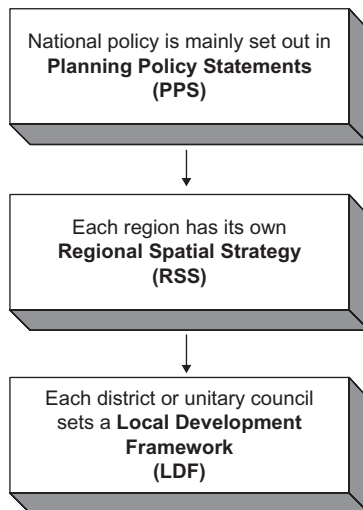 National policy is mainly set out in
Planning Policy Statements
(PPS)
Each region has its own
Regional Spatial Strategy
(RSS)
Each district or unitary council
sets a Local Development
Framework
(LDF)